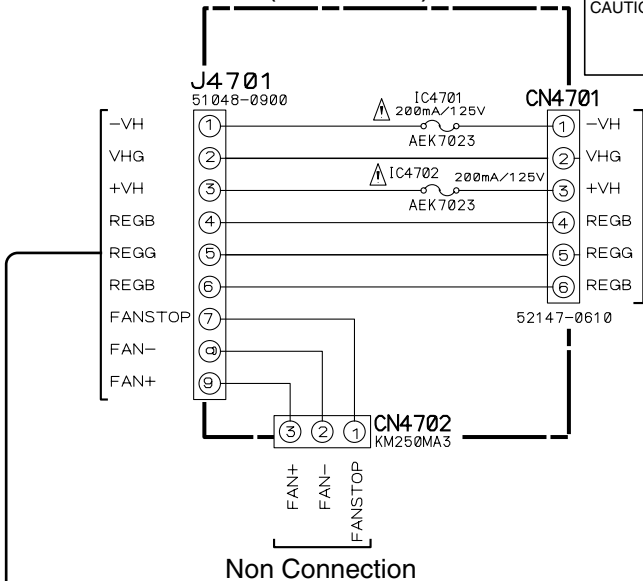 CAUTIO
J4701
51048-0900
IC4701
200mA/125V
AEK7023
CN4701
-VH 1 1 -VH
VHG 2 2 VHG
+VH 3 IC4702 200mA/125V 3 +VH
AEK7023
REGB 4 4 REGB
REGG 5 5 REGG
REGB 6 6 REGB
FANSTOP 7
52147-0610
FAN- 8
FAN+ 9
3 2 1 CN4702
KM250MA3
FAN+
FAN-
FANSTOP
Non Connection